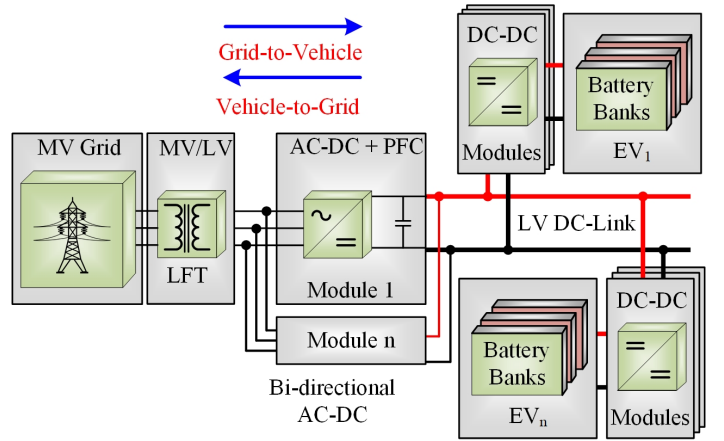 Grid-to-Vehicle
Vehicle-to-Grid
DC-DC
Modules
Battery
Banks
EV1
MV Grid
MV/LV
LFT
AC-DC + PFC
Module 1
LV DC-Link
Module n
Bi-directional
AC-DC
Battery
Banks
EVn
DC-DC
Modules